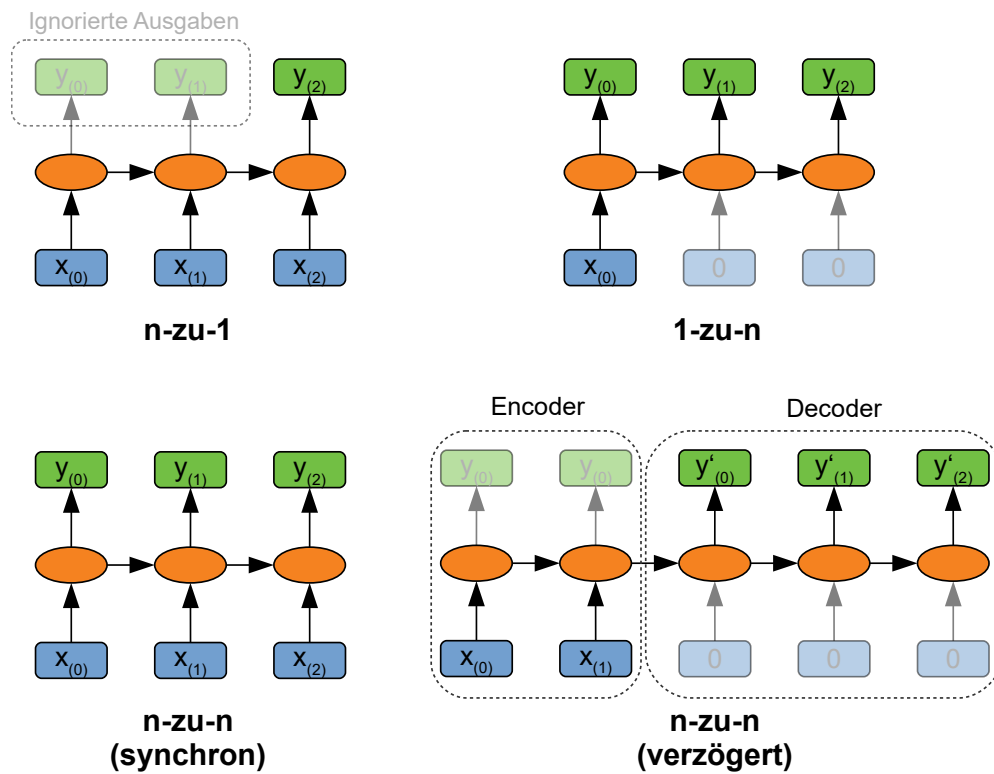 Ignorierte Ausgaben
y(0) y(1) y(2)
x(0) x(1) x(2)
n-zu-1
y(0) y(1) y(2)
x(0) 0 0
1-zu-n
y(0) y(1) y(2)
x(0) x(1) x(2)
n-zu-n
(synchron)
Encoder Decoder
y(0) y(0) y‘(0) y‘(1) y‘(2)
x(0) x(1) 0 0 0
n-zu-n
(verzögert)